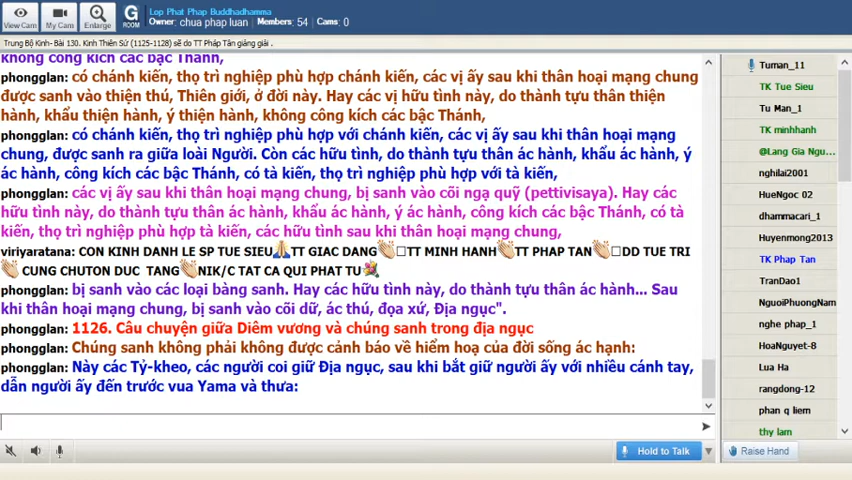 View Cam
My Cam
Enlarge
G
ROOM
Lop Phat Phap Buddhadhamma
Owner: chua phap luan Members: 54 Cams: 0
Trung Bộ Kinh- Bài 130. Kinh Thiên Sứ (1125-1128) sẽ do TT Pháp Tân giảng giải .
không công kích các bậc Thánh,
phongglan: có chánh kiến, thọ trì nghiệp phù hợp chánh kiến, các vị ấy sau khi thân hoại mạng chung
được sanh vào thiện thú, Thiên giới, ở đời này. Hay các vị hữu tình này, do thành tựu thân thiện
hành, khẩu thiện hành, ý thiện hành, không công kích các bậc Thánh,
phongglan: có chánh kiến, thọ trì nghiệp phù hợp với chánh kiến, các vị ấy sau khi thân hoại mạng
chung, được sanh ra giữa loài Người. Còn các hữu tình, do thành tựu thân ác hành, khẩu ác hành, ý
ác hành, công kích các bậc Thánh, có tà kiến, thọ trì nghiệp phù hợp với tà kiến,
phongglan: các vị ấy sau khi thân hoại mạng chung, bị sanh vào cõi ngạ quỹ (pettivisaya). Hay các
hữu tình này, do thành tựu thân ác hành, khẩu ác hành, ý ác hành, công kích các bậc Thánh, có tà
kiến, thọ trì nghiệp phù hợp tà kiến, các hữu tình sau khi thân hoại mạng chung,
viriyaratana: CON KINH DANH LE SP TUE SIEU🙏TT GIAC DANG👏□TT MINH HANH👏TT PHAP TAN👏□DD TUE TRI
👏CUNG CHUTON DUC TANG👏NIK/C TAT CA QUI PHAT TU💐
phongglan: bị sanh vào các loại bàng sanh. Hay các hữu tình này, do thành tựu thân ác hành... Sau
khi thân hoại mạng chung, bị sanh vào cõi dữ, ác thú, đọa xứ, Địa ngục".
phongglan: 1126. Câu chuyện giữa Diêm vương và chúng sanh trong địa ngục
phongglan: Chúng sanh không phải không được cảnh báo về hiểm hoạ của đời sống ác hạnh:
phongglan: Này các Tỷ-kheo, các người coi giữ Địa ngục, sau khi bắt giữ người ấy với nhiều cánh tay,
dẫn người ấy đến trước vua Yama và thưa:
Hold to Talk
Tuman_11
TK Tue Sieu
Tu Man_1
TK minhhanh
@Lang Gia Ngu...
nghilai2001
HueNgoc 02
dhammacari_1
Huyenmong2013
TK Phap Tan
TranDao1
NguoiPhuongNam
nghe phap_1
HoaNguyet-8
Lua Ha
rangdong-12
phan q liem
thy lam
Raise Hand